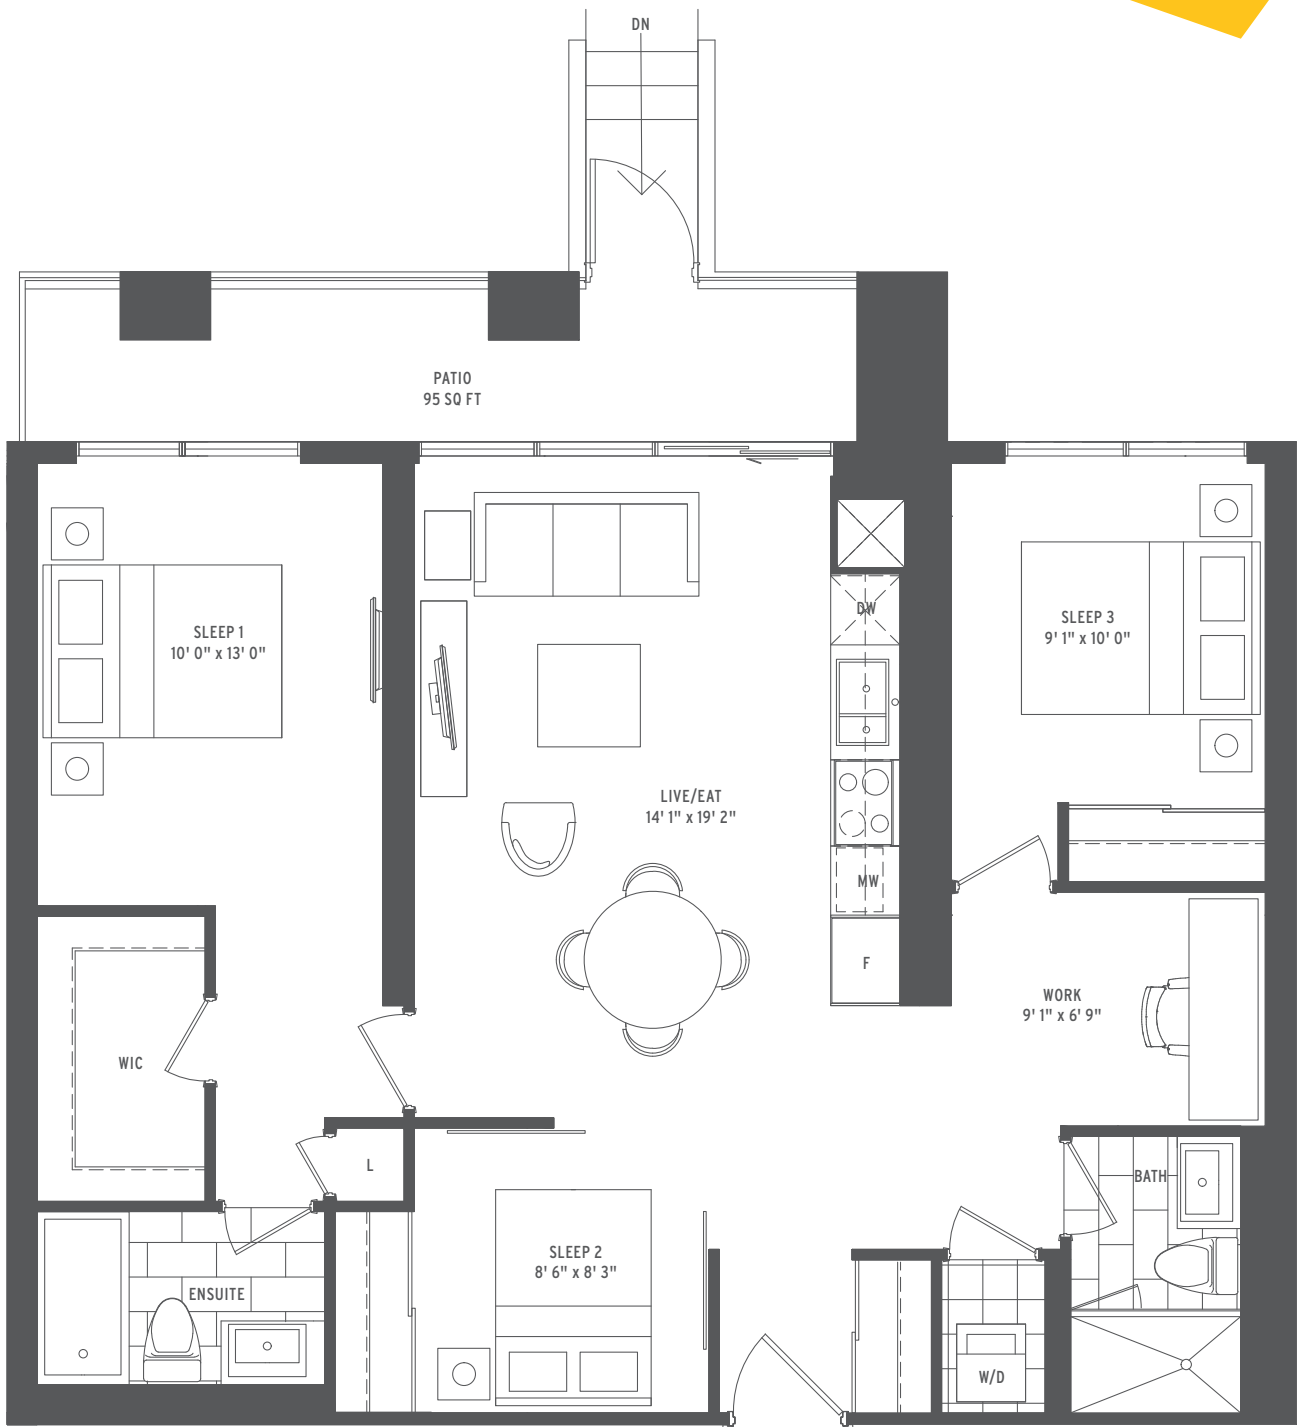 DN
PATIO
95 SQ FT
SLEEP 1
10' 0" x 13' 0"
DW
SLEEP 3
9' 1" x 10' 0"
LIVE/EAT
14' 1" x 19' 2"
MW
F
WORK
9' 1" x 6' 9"
WIC
L
BATH
SLEEP 2
8' 6" x 8' 3"
ENSUITE
W/D